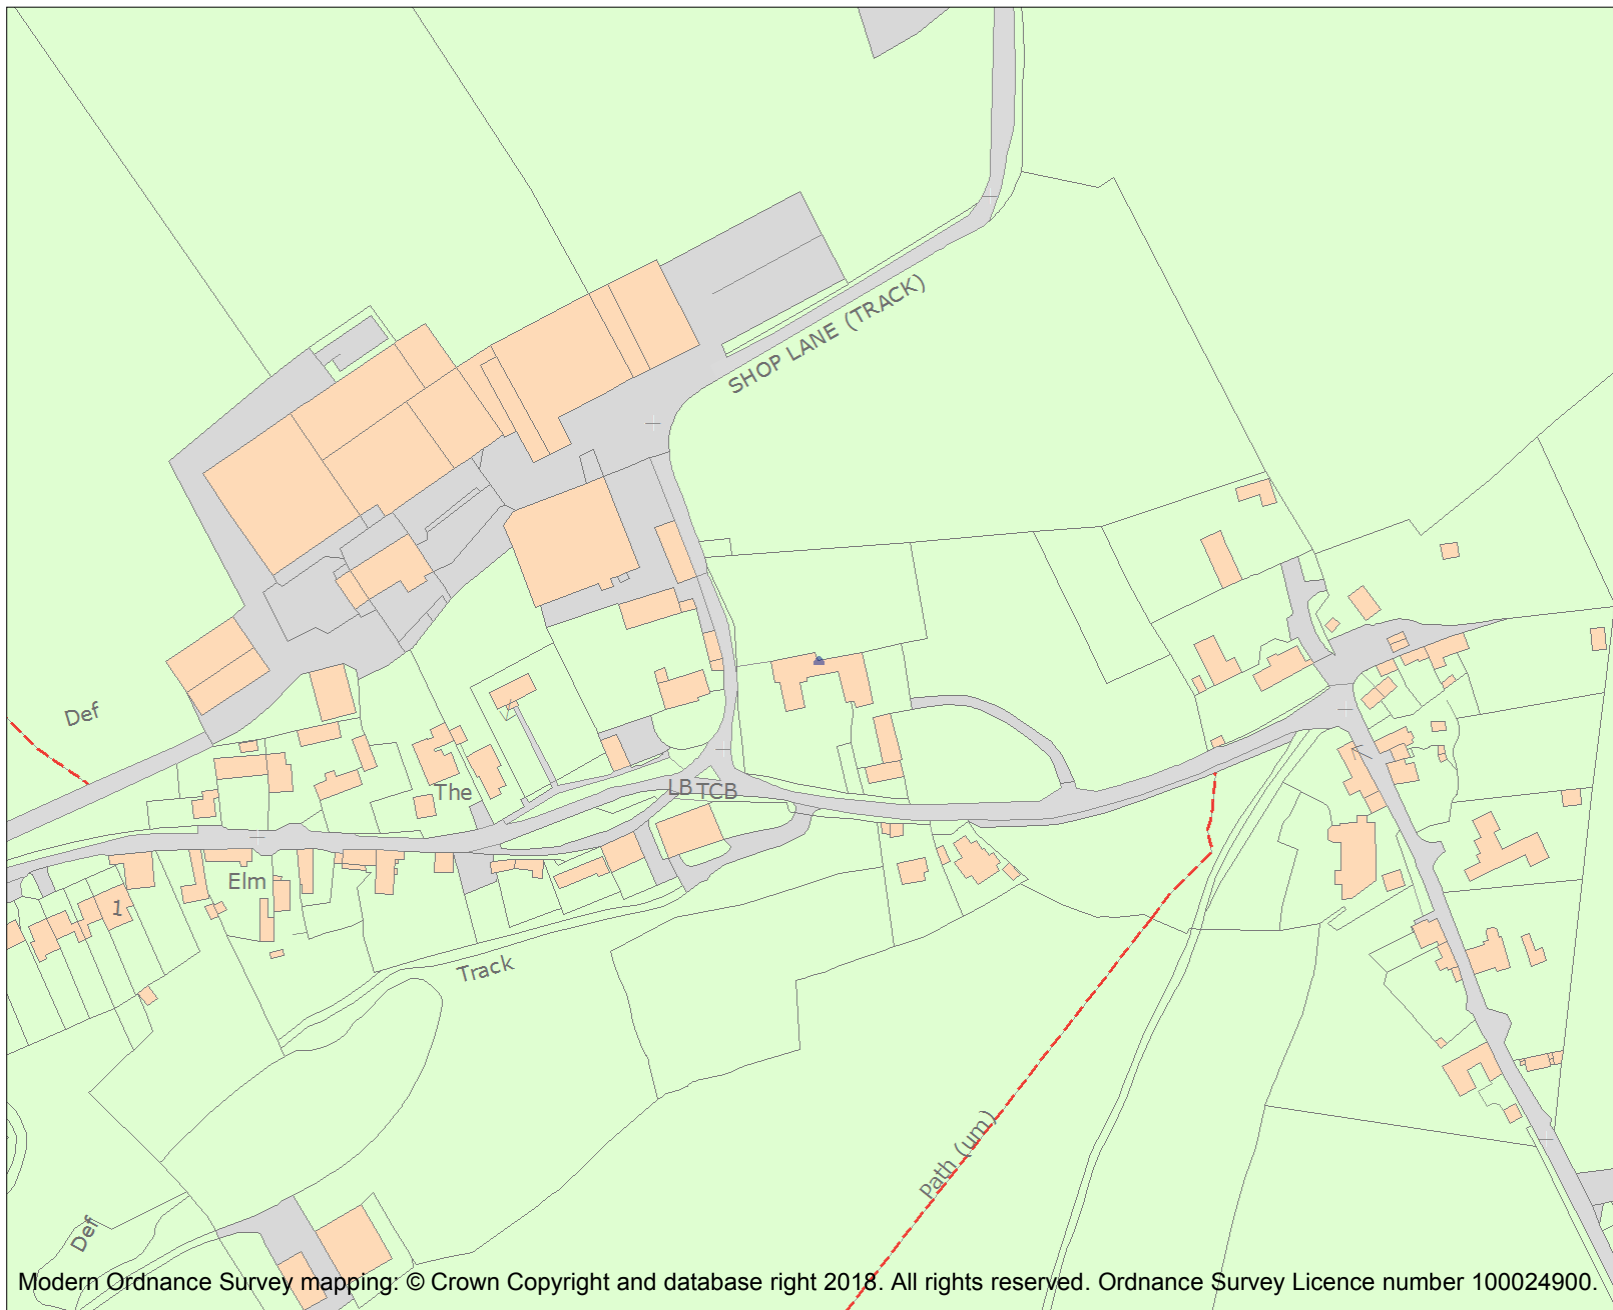 SHOP LANE (TRACK)
Def
The
LB
TCB
Elm
1
Track
Path (um)
Def
Modern Ordnance Survey mapping: © Crown Copyright and database right 2018. All rights reserved. Ordnance Survey Licence number 100024900.